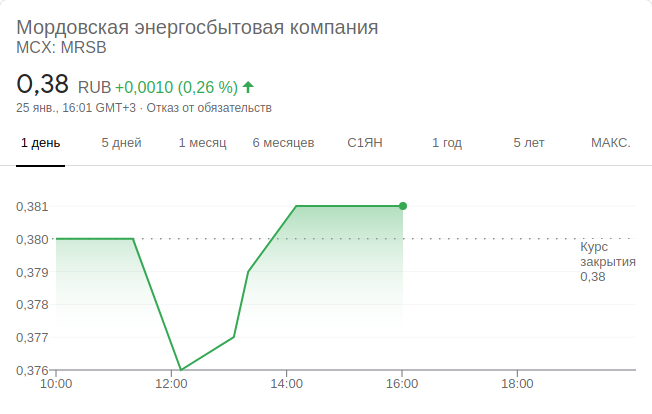 Мордовская энергосбытовая компания
MCX: MRSB
0,38 RUB +0,0010 (0,26 %)
25 янв., 16:01 GMT+3 · Отказ от обязательств
1 день 5 дней 1 месяц 6 месяцев С1ЯН 1 год 5 лет МАКС.
0,381
0,380
Курс
закрытия
0,38
0,379
0,378
0,377
0,376
10:00 12:00 14:00 16:00 18:00